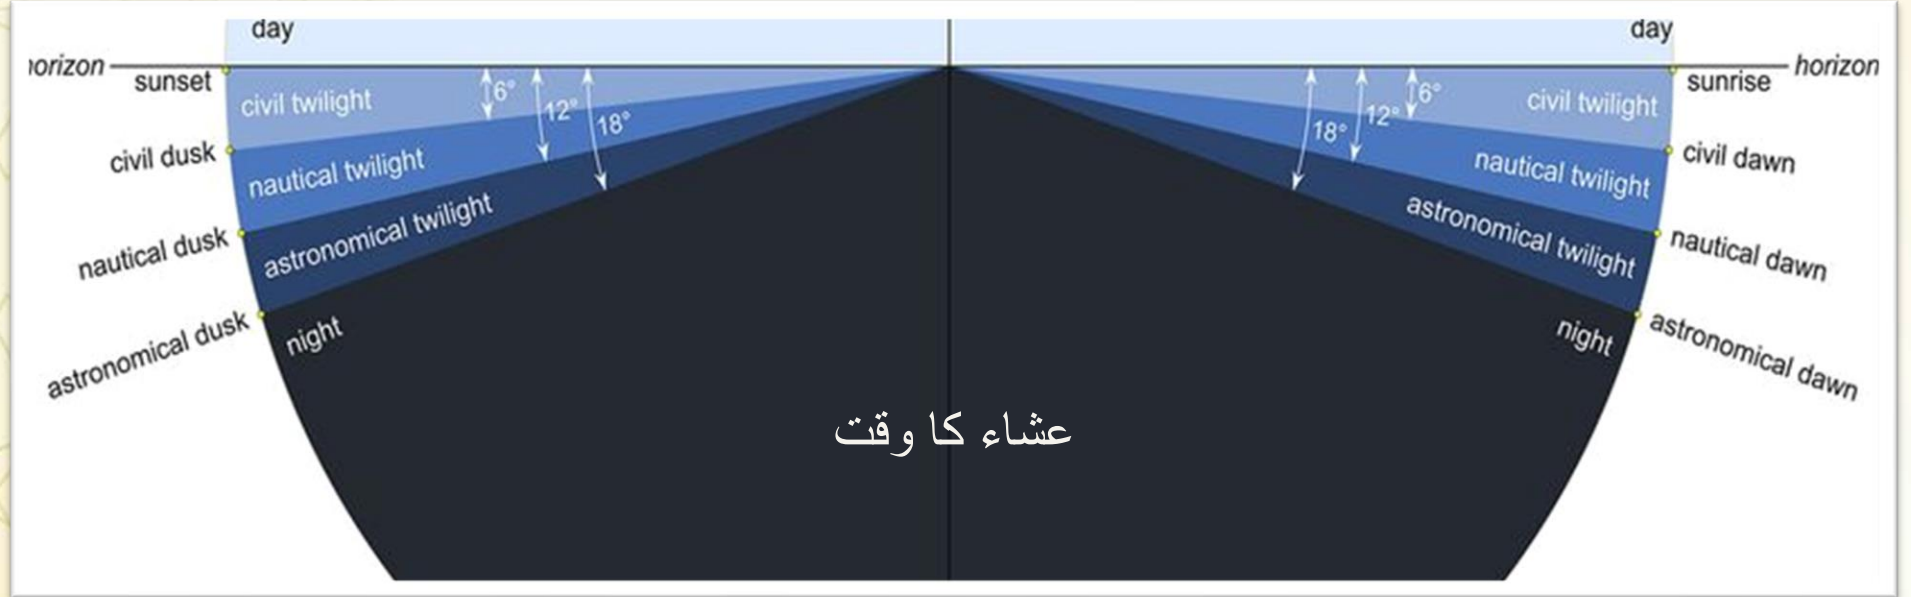 day
day
horizon
horizon
sunset
sunrise
6°
6°
civil twilight
civil twilight
12°
12°
18°
18°
civil dusk
civil dawn
nautical twilight
nautical twilight
nautical dusk
nautical dawn
astronomical twilight
astronomical twilight
astronomical dusk
astronomical dawn
night
night
عشاء کا وقت